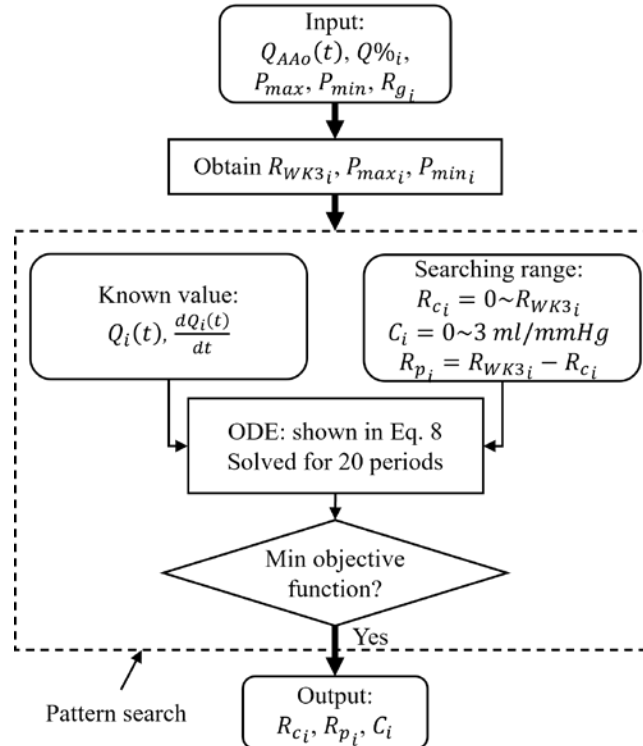 Input:
Q_{AAo}(t), Q%_i,
P_{max}, P_{min}, R_{g_i}
Obtain R_{WK3_i}, P_{max_i}, P_{min_i}
Known value:
Q_i(t), \frac{dQ_i(t)}{dt}
Searching range:
R_{c_i} = 0~R_{WK3_i}
C_i = 0~3 ml/mmHg
R_{p_i} = R_{WK3_i} − R_{c_i}
ODE: shown in Eq. 8
Solved for 20 periods
Min objective
function?
Yes
Pattern search
Output:
R_{c_i}, R_{p_i}, C_i